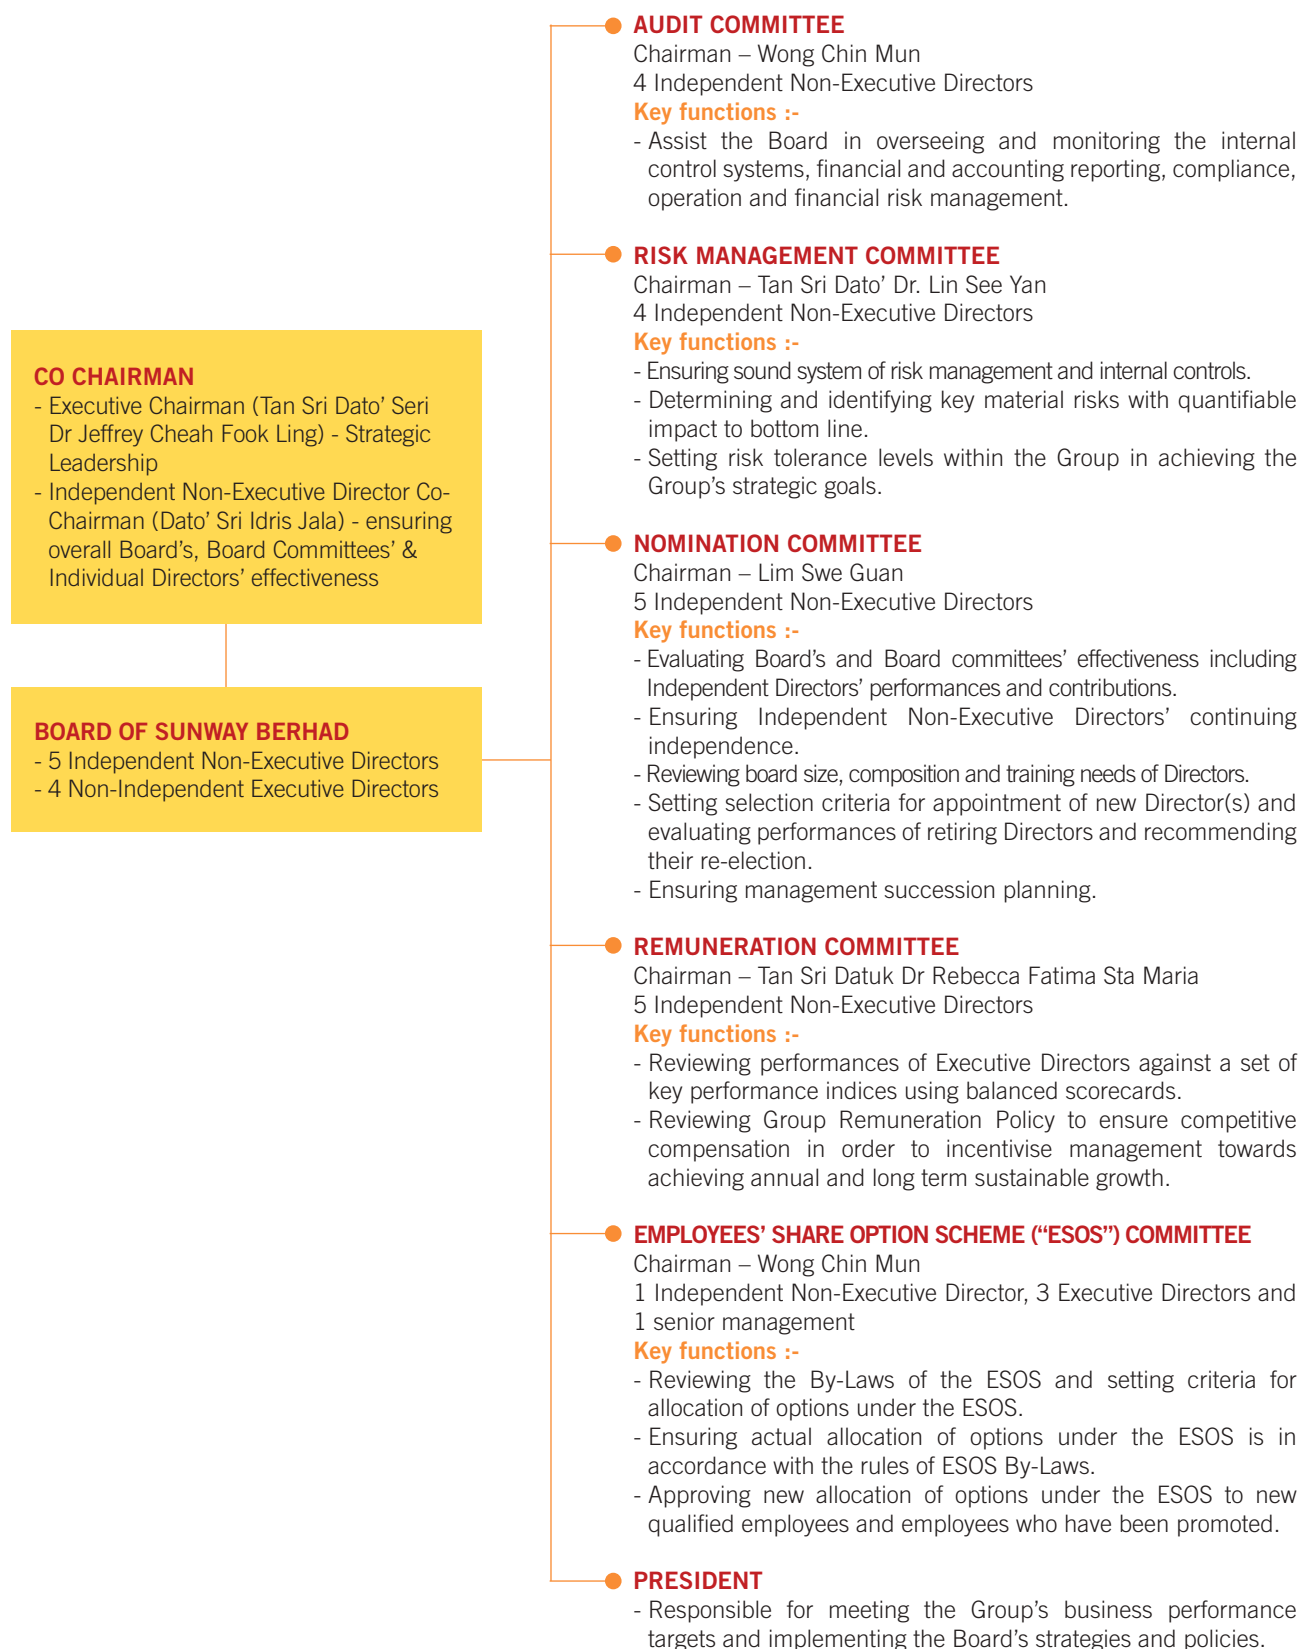 CO CHAIRMAN
- Executive Chairman (Tan Sri Dato’ Seri
Dr Jeffrey Cheah Fook Ling) - Strategic
Leadership
- Independent Non-Executive Director Co-
Chairman (Dato’ Sri Idris Jala) - ensuring
overall Board’s, Board Committees’ &
Individual Directors’ effectiveness
BOARD OF SUNWAY BERHAD
- 5 Independent Non-Executive Directors
- 4 Non-Independent Executive Directors
AUDIT COMMITTEE
Chairman – Wong Chin Mun
4 Independent Non-Executive Directors
Key functions :-
- Assist the Board in overseeing and monitoring the internal
control systems, financial and accounting reporting, compliance,
operation and financial risk management.
RISK MANAGEMENT COMMITTEE
Chairman – Tan Sri Dato’ Dr. Lin See Yan
4 Independent Non-Executive Directors
Key functions :-
- Ensuring sound system of risk management and internal controls.
- Determining and identifying key material risks with quantifiable
impact to bottom line.
- Setting risk tolerance levels within the Group in achieving the
Group’s strategic goals.
NOMINATION COMMITTEE
Chairman – Lim Swe Guan
5 Independent Non-Executive Directors
Key functions :-
- Evaluating Board’s and Board committees’ effectiveness including
Independent Directors’ performances and contributions.
- Ensuring Independent Non-Executive Directors’ continuing
independence.
- Reviewing board size, composition and training needs of Directors.
- Setting selection criteria for appointment of new Director(s) and
evaluating performances of retiring Directors and recommending
their re-election.
- Ensuring management succession planning.
REMUNERATION COMMITTEE
Chairman – Tan Sri Datuk Dr Rebecca Fatima Sta Maria
5 Independent Non-Executive Directors
Key functions :-
- Reviewing performances of Executive Directors against a set of
key performance indices using balanced scorecards.
- Reviewing Group Remuneration Policy to ensure competitive
compensation in order to incentivise management towards
achieving annual and long term sustainable growth.
EMPLOYEES’ SHARE OPTION SCHEME (“ESOS”) COMMITTEE
Chairman – Wong Chin Mun
1 Independent Non-Executive Director, 3 Executive Directors and
1 senior management
Key functions :-
- Reviewing the By-Laws of the ESOS and setting criteria for
allocation of options under the ESOS.
- Ensuring actual allocation of options under the ESOS is in
accordance with the rules of ESOS By-Laws.
- Approving new allocation of options under the ESOS to new
qualified employees and employees who have been promoted.
PRESIDENT
- Responsible for meeting the Group’s business performance
targets and implementing the Board’s strategies and policies.